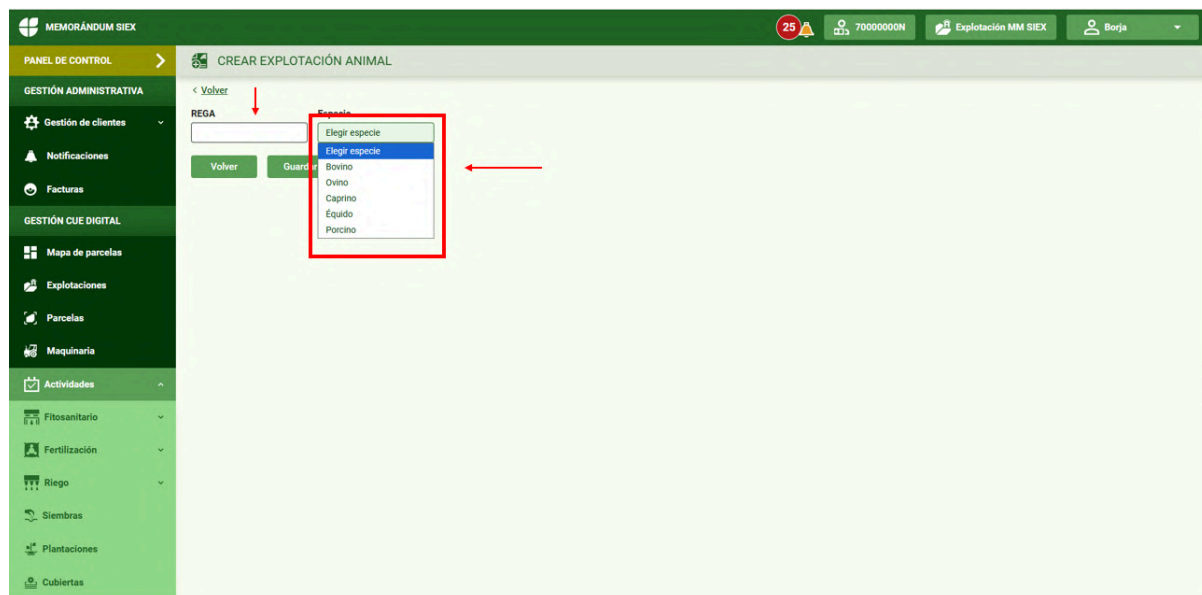 MEMORÁNDUM SIEX
25
70000000N
Explotación MM SIEX
Borja
PANEL DE CONTROL
CREAR EXPLOTACIÓN ANIMAL
GESTIÓN ADMINISTRATIVA
< Volver
REGA
Especie
Gestión de clientes
Elegir especie
Elegir especie
Notificaciones
Volver
Guardar
Bovino
Ovino
Facturas
Caprino
Équido
GESTIÓN CUE DIGITAL
Porcino
Mapa de parcelas
Explotaciones
Parcelas
Maquinaria
Actividades
Fitosanitario
Fertilización
Riego
Siembras
Plantaciones
Cubiertas